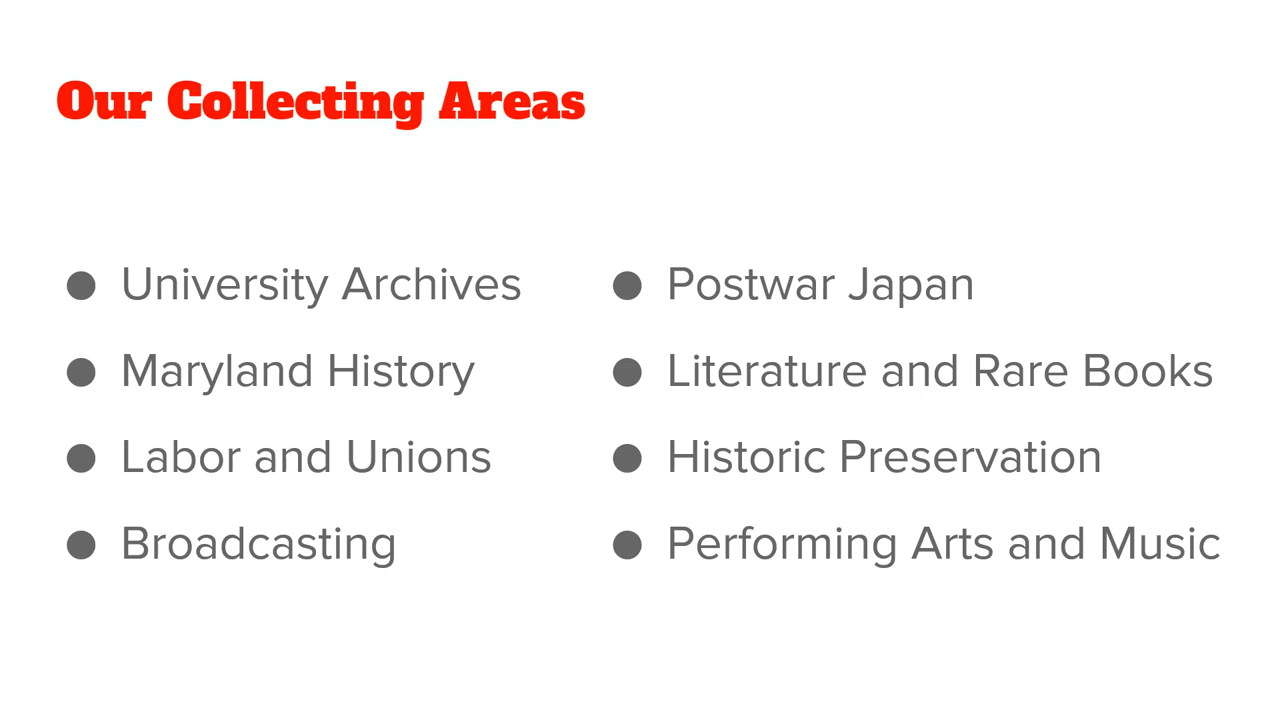 Our Collecting Areas
● University Archives
● Maryland History
● Labor and Unions
● Broadcasting
● Postwar Japan
● Literature and Rare Books
● Historic Preservation
● Performing Arts and Music